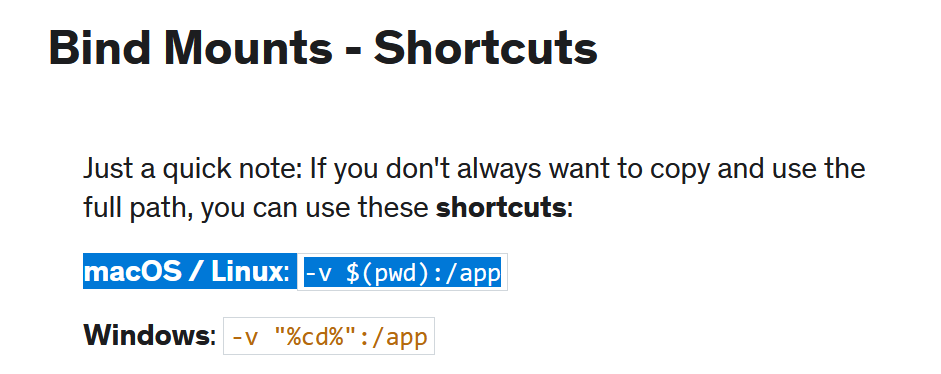 Bind Mounts - Shortcuts
Just a quick note: If you don't always want to copy and use the
full path, you can use these shortcuts:
macOS / Linux: -v $(pwd):/app
Windows: -v "%cd%":/app